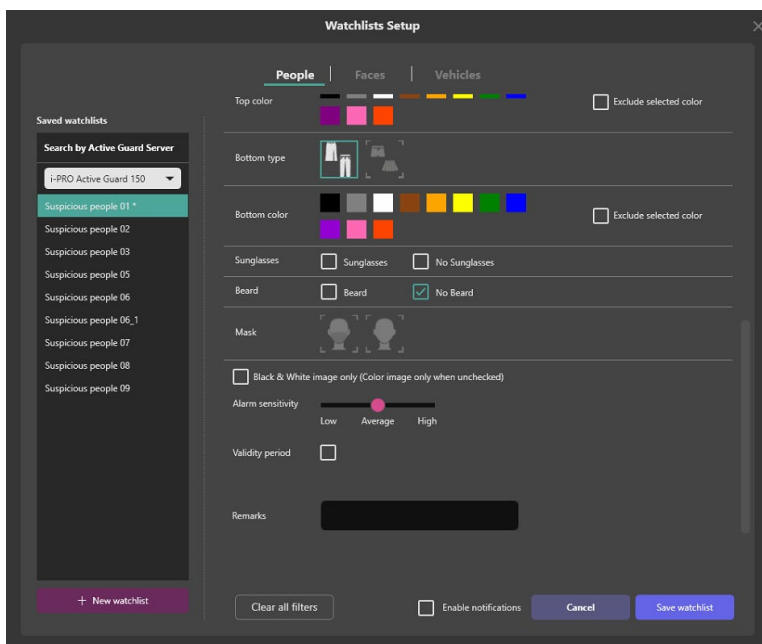 Watchlists Setup
People | Faces | Vehicles
Saved watchlists
Search by Active Guard Server
i-PRO Active Guard 150
Suspicious people 01 *
Suspicious people 02
Suspicious people 03
Suspicious people 05
Suspicious people 06
Suspicious people 06_1
Suspicious people 07
Suspicious people 08
Suspicious people 09
+ New watchlist
Top color
Exclude selected color
Bottom type
Bottom color
Exclude selected color
Sunglasses Sunglasses No Sunglasses
Beard Beard No Beard
Mask
Black & White image only (Color image only when unchecked)
Alarm sensitivity
Low Average High
Validity period
Remarks
Clear all filters Enable notifications Cancel Save watchlist